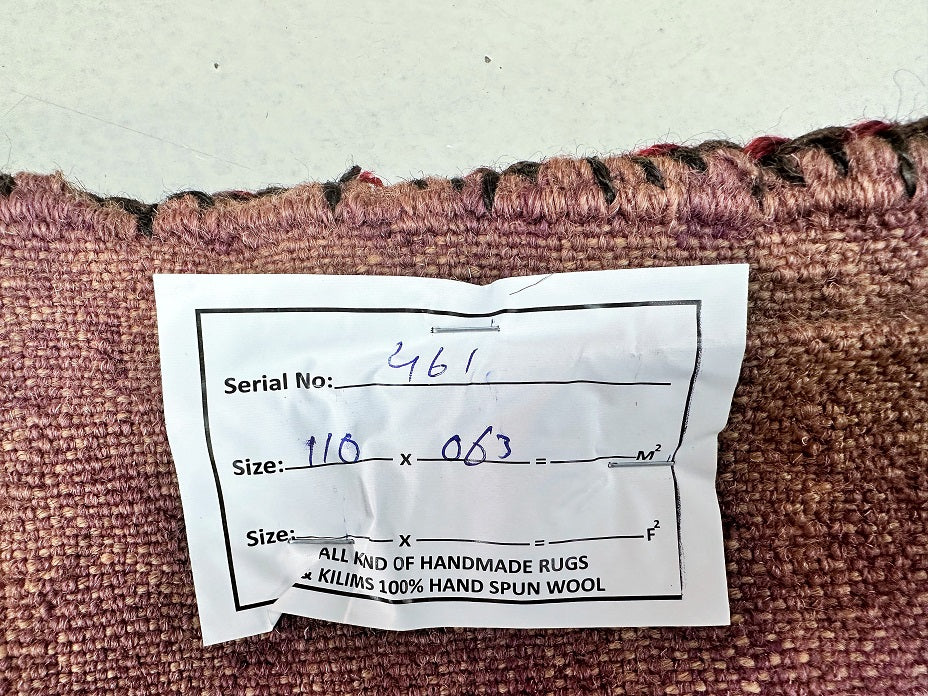 Serial No: 461
Size: 110 x 063 = M²
Size: x = F²
ALL KND OF HANDMADE RUGS
& KILIMS 100% HAND SPUN WOOL